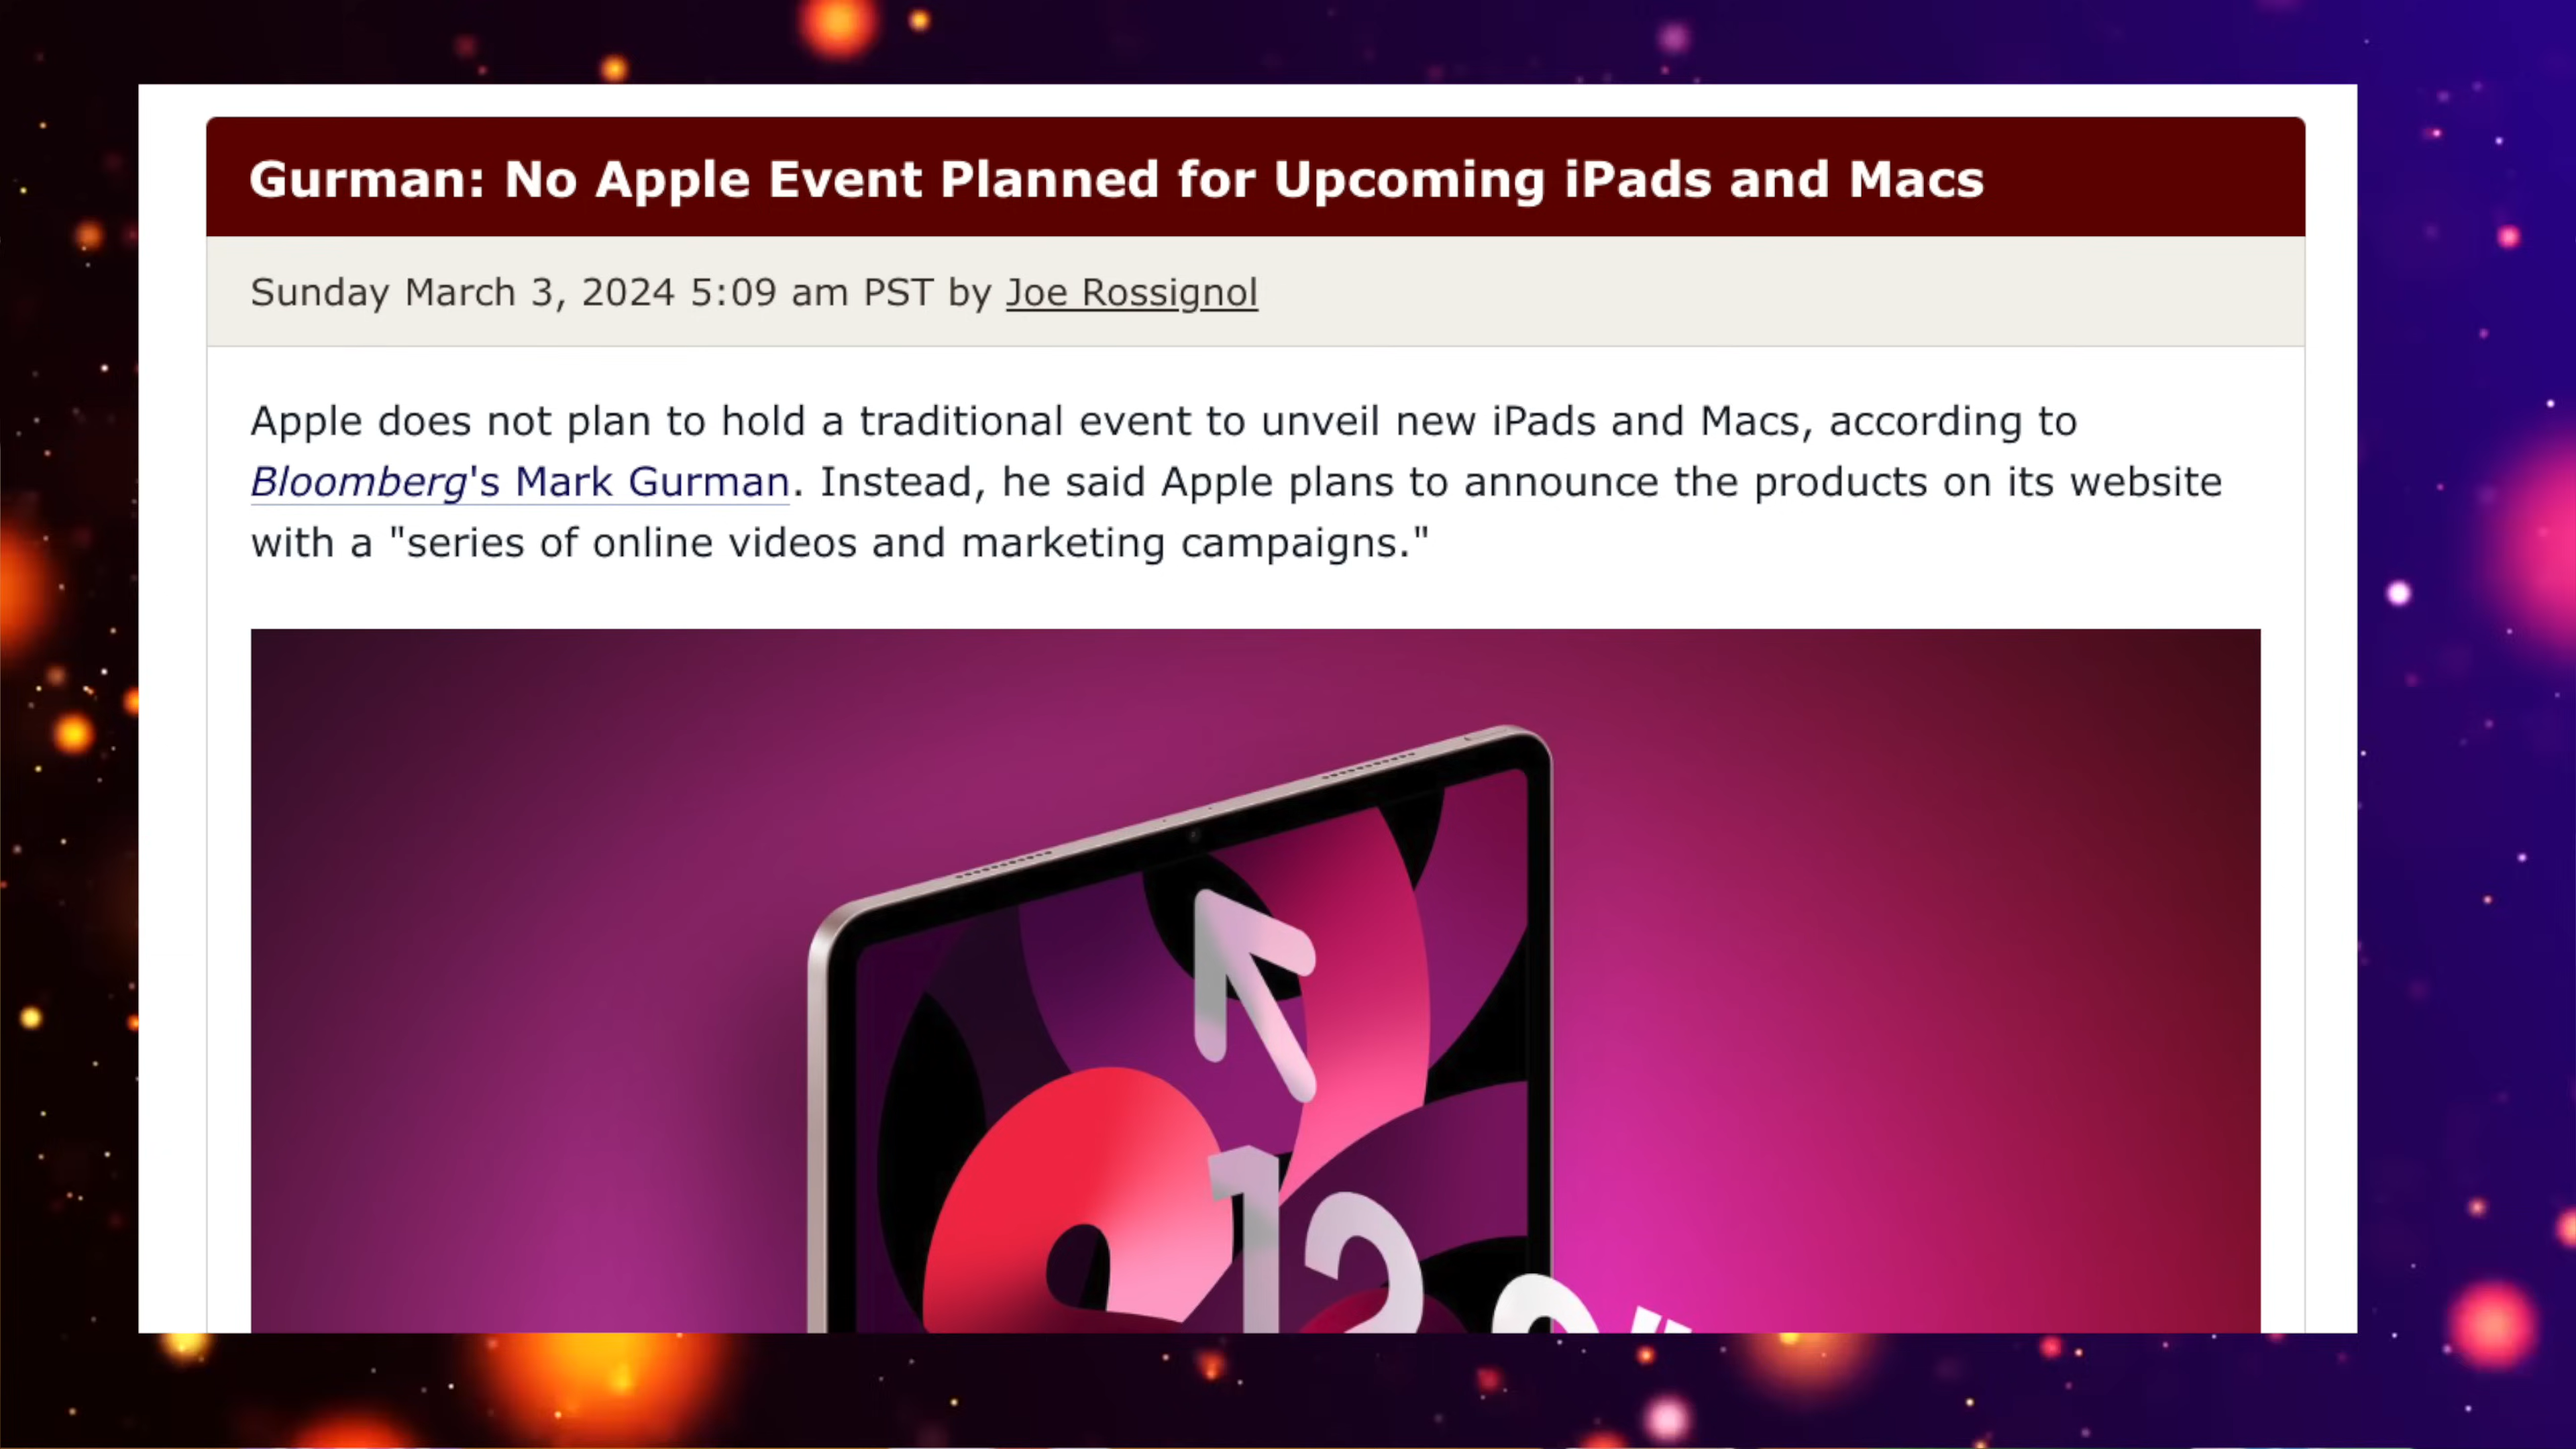 Gurman: No Apple Event Planned for Upcoming iPads and Macs
Sunday March 3, 2024 5:09 am PST by Joe Rossignol
Apple does not plan to hold a traditional event to unveil new iPads and Macs, according to
Bloomberg's Mark Gurman. Instead, he said Apple plans to announce the products on its website
with a "series of online videos and marketing campaigns."
12 9"